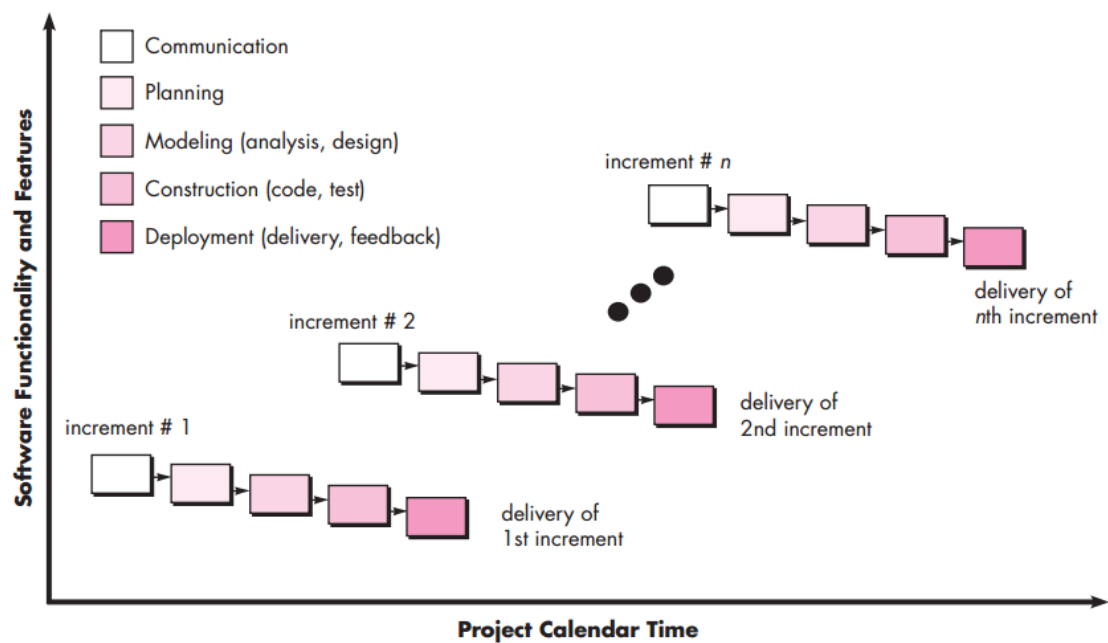 Software Functionality and Features
Communication
Planning
Modeling (analysis, design)
Construction (code, test)
Deployment (delivery, feedback)
increment # n
delivery of
nth increment
increment # 2
delivery of
2nd increment
increment # 1
delivery of
1st increment
Project Calendar Time